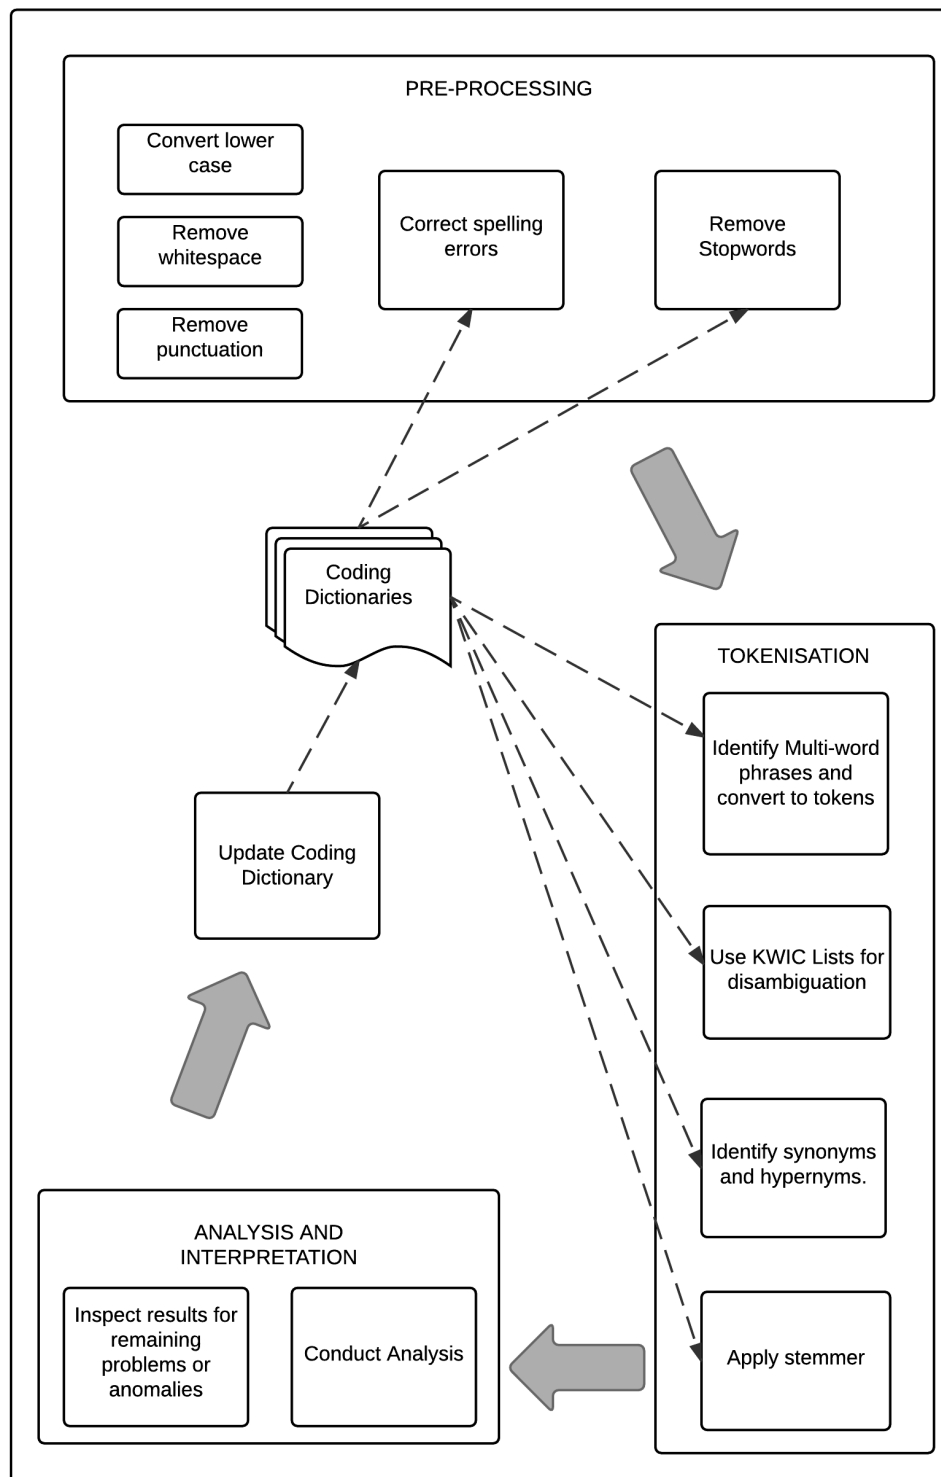 PRE-PROCESSING
Convert lower
case
Remove
whitespace
Remove
punctuation
Correct spelling
errors
Remove
Stopwords
Coding
Dictionaries
Update Coding
Dictionary
TOKENISATION
Identify Multi-word
phrases and
convert to tokens
Use KWIC Lists for
disambiguation
Identify synonyms
and hypernyms.
Apply stemmer
ANALYSIS AND
INTERPRETATION
Inspect results for
remaining
problems or
anomalies
Conduct Analysis